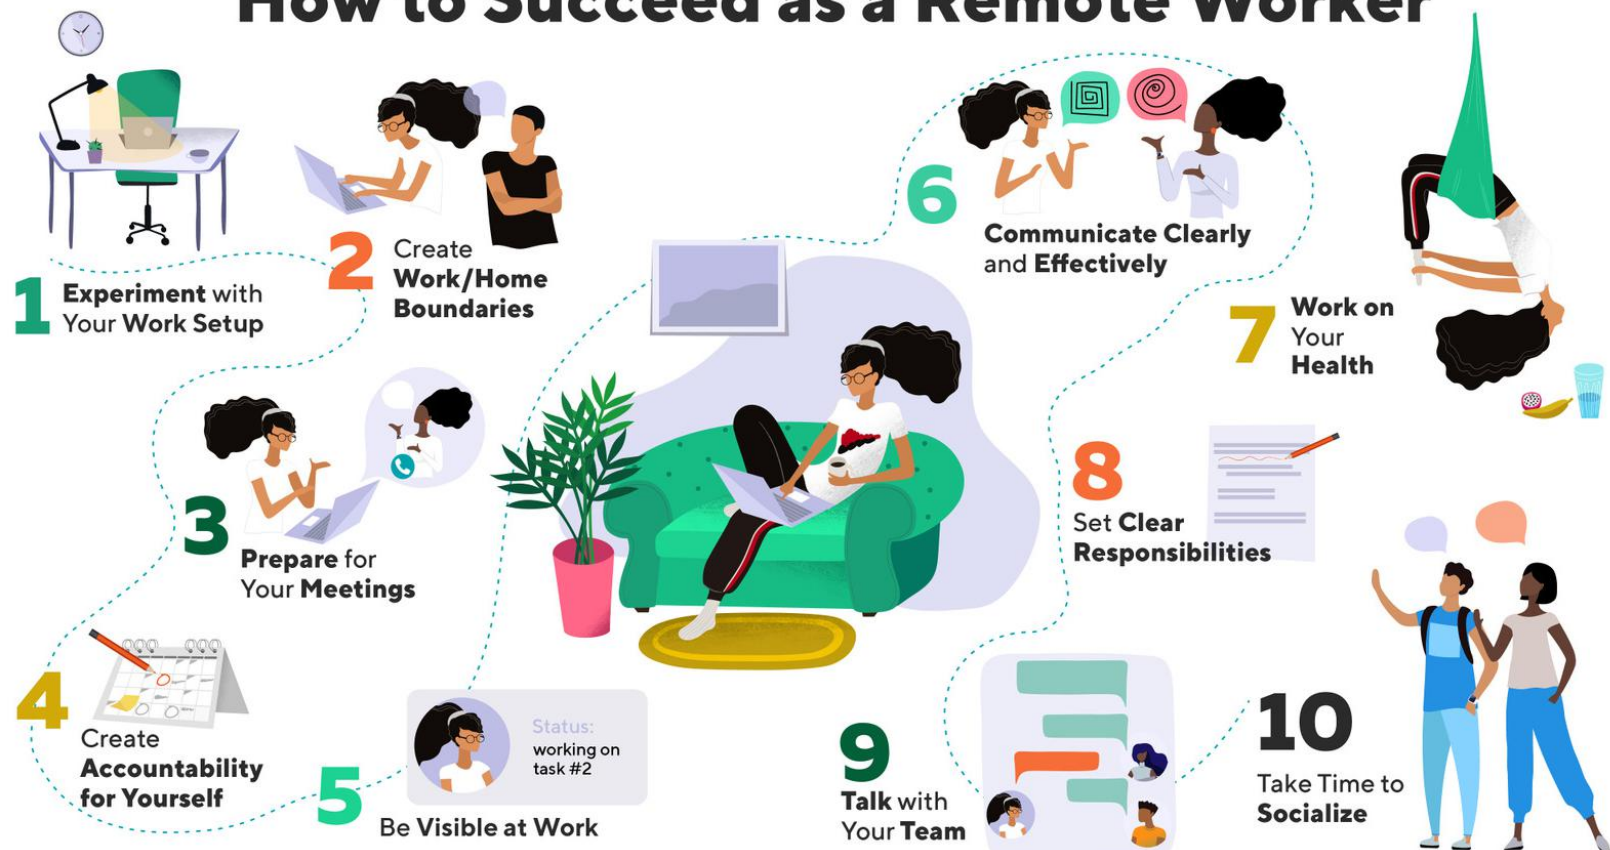 How to Succeed as a Remote Worker
1
Experiment with
Your Work Setup
2
Create
Work/Home
Boundaries
3
Prepare for
Your Meetings
4
Create
Accountability
for Yourself
5
Status:
working on
task #2
Be Visible at Work
6
Communicate Clearly
and Effectively
7
Work on
Your
Health
8
Set Clear
Responsibilities
9
Talk with
Your Team
10
Take Time to
Socialize